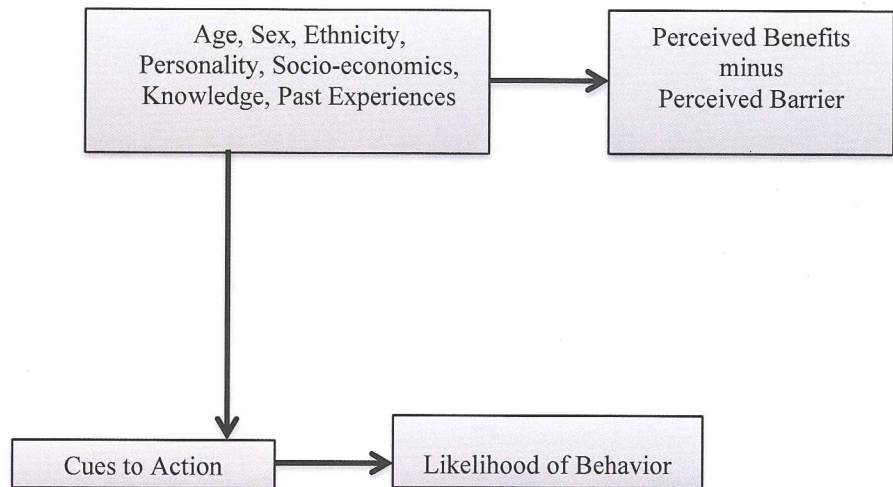 Age, Sex, Ethnicity,
Personality, Socio-economics,
Knowledge, Past Experiences
Perceived Benefits
minus
Perceived Barrier
Cues to Action
Likelihood of Behavior